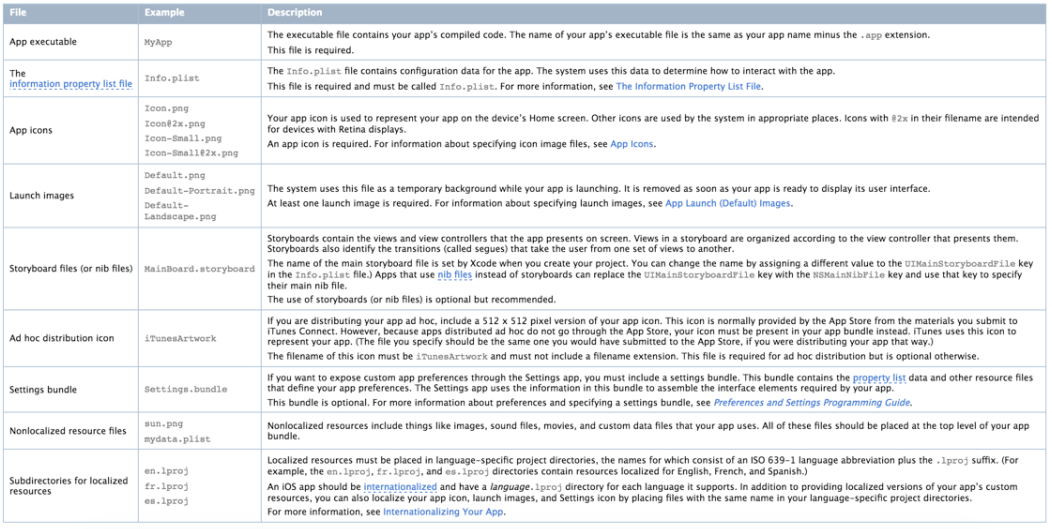 File Example Description
App executable MyApp The executable file contains your app's compiled code. The name of your app's executable file is the same as your app name minus the .app extension.
This file is required.
The
information property list file
Info.plist
The Info.plist file contains configuration data for the app. The system uses this data to determine how to interact with the app.
This file is required and must be called Info.plist. For more information, see The Information Property List File.
App icons
Icon.png
Icon@2x.png
Icon-Small.png
Icon-Small@2x.png
Your app icon is used to represent your app on the device's Home screen. Other icons are used by the system in appropriate places. Icons with @2x in their filename are intended
for devices with Retina displays.
An app icon is required. For information about specifying icon image files, see App Icons.
Launch images
Default.png
Default-Portrait.png
Default-
Landscape.png
The system uses this file as a temporary background while your app is launching. It is removed as soon as your app is ready to display its user interface.
At least one launch image is required. For information about specifying launch images, see App Launch (Default) Images.
Storyboard files (or nib files)
MainBoard.storyboard
Storyboards contain the views and view controllers that the app presents on screen. Views in a storyboard are organized according to the view controller that presents them.
Storyboards also identify the transitions (called segues) that take the user from one set of views to another.
The name of the main storyboard file is set by Xcode when you create your project. You can change the name by assigning a different value to the UIMainStoryboardFile key
in the Info.plist file.) Apps that use nib files instead of storyboards can replace the UIMainStoryboardFile key with the NSMainNibFile key and use that key to specify
their main nib file.
The use of storyboards (or nib files) is optional but recommended.
Ad hoc distribution icon
iTunesArtwork
If you are distributing your app ad hoc, include a 512 x 512 pixel version of your app icon. This icon is normally provided by the App Store from the materials you submit to
iTunes Connect. However, because apps distributed ad hoc do not go through the App Store, your icon must be present in your app bundle instead. iTunes uses this icon to
represent your app. (The file you specify should be the same one you would have submitted to the App Store, if you were distributing your app that way.)
The filename of this icon must be iTunesArtwork and must not include a filename extension. This file is required for ad hoc distribution but is optional otherwise.
Settings bundle
Settings.bundle
If you want to expose custom app preferences through the Settings app, you must include a settings bundle. This bundle contains the property list data and other resource files
that define your app preferences. The Settings app uses the information in this bundle to assemble the interface elements required by your app.
This bundle is optional. For more information about preferences and specifying a settings bundle, see Preferences and Settings Programming Guide.
Nonlocalized resource files
sun.png
mydata.plist
Nonlocalized resources include things like images, sound files, movies, and custom data files that your app uses. All of these files should be placed at the top level of your app
bundle.
Subdirectories for localized
resources
en.lproj
fr.lproj
es.lproj
Localized resources must be placed in language-specific project directories, the names for which consist of an ISO 639-1 language abbreviation plus the .lproj suffix. (For
example, the en.lproj, fr.lproj, and es.lproj directories contain resources localized for English, French, and Spanish.)
An iOS app should be internationalized and have a language.lproj directory for each language it supports. In addition to providing localized versions of your app's custom
resources, you can also localize your app icon, launch images, and Settings icon by placing files with the same name in your language-specific project directories.
For more information, see Internationalizing Your App.